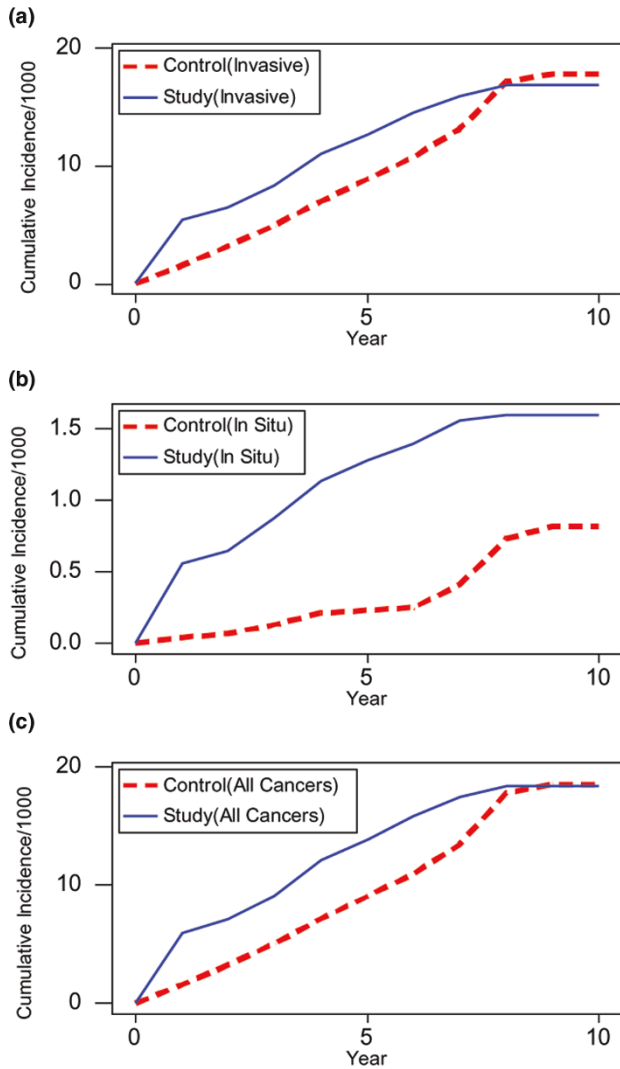 (a)
20
10
0
Cumulative Incidence/1000
Control(Invasive)
Study(Invasive)
0 5 10
Year
(b)
1.5
1.0
0.5
0.0
Cumulative Incidence/1000
Control(In Situ)
Study(In Situ)
0 5 10
Year
(c)
20
10
0
Cumulative Incidence/1000
Control(All Cancers)
Study(All Cancers)
0 5 10
Year